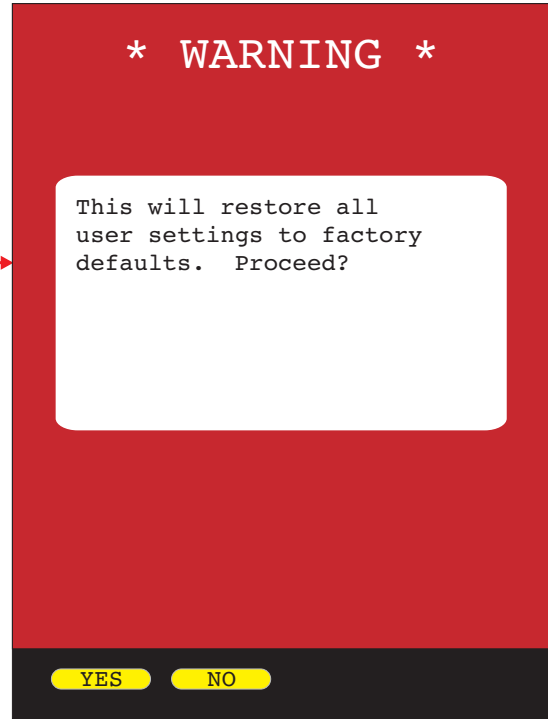 * WARNING *
This will restore all
user settings to factory
defaults.  Proceed?
YES NO